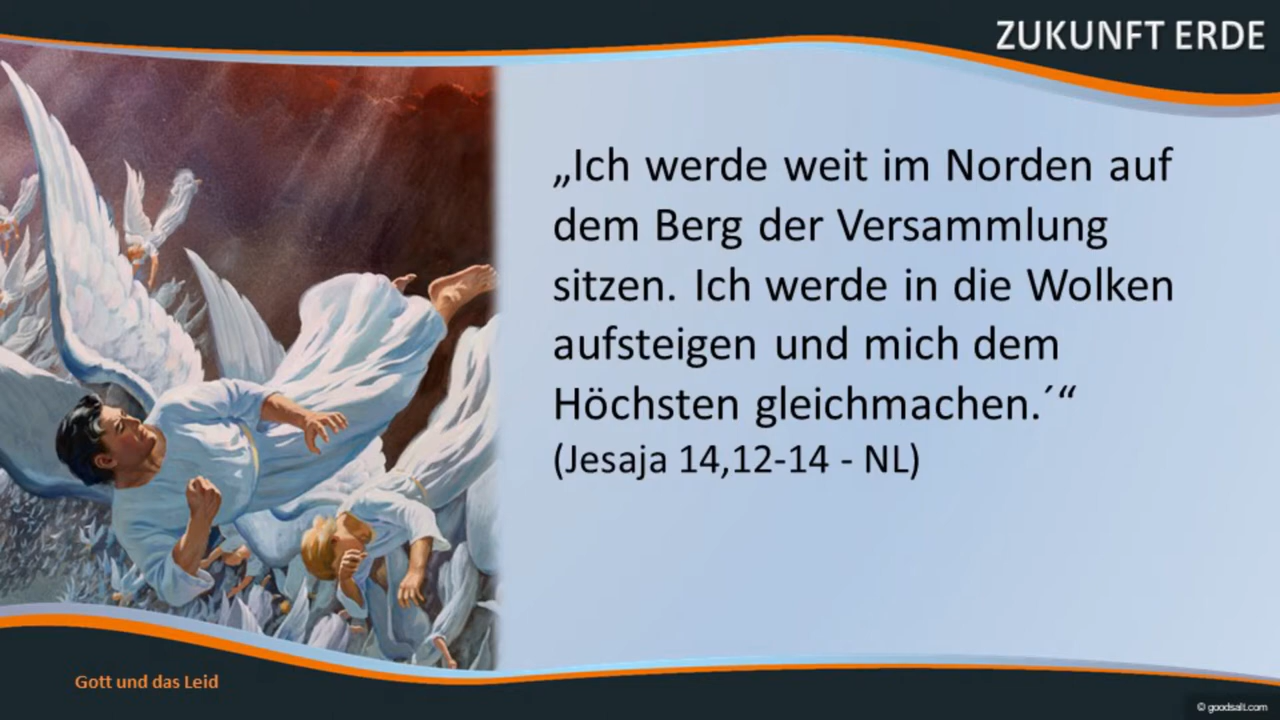 ZUKUNFT ERDE
„Ich werde weit im Norden auf
dem Berg der Versammlung
sitzen. Ich werde in die Wolken
aufsteigen und mich dem
Höchsten gleichmachen.´“
(Jesaja 14,12-14 - NL)
Gott und das Leid
© goodsalt.com